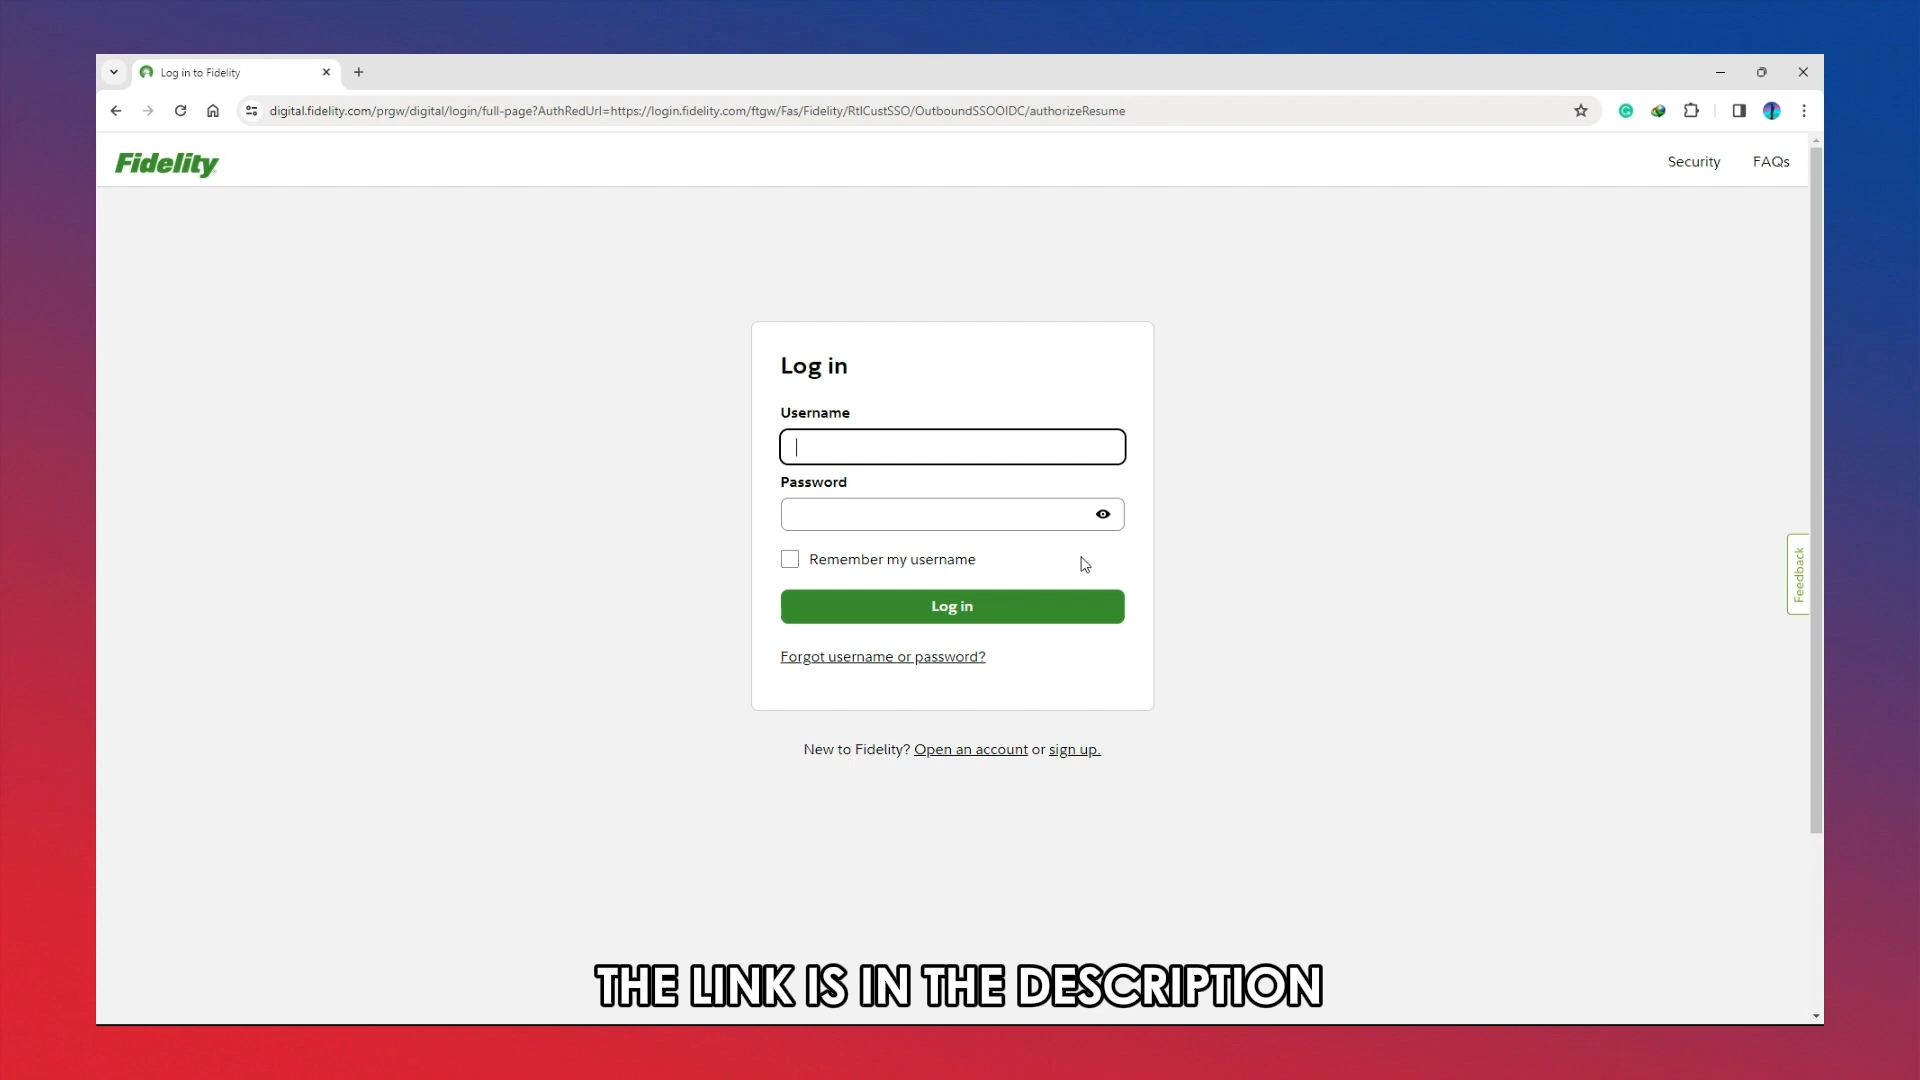 Log in to Fidelity
digital.fidelity.com/prgw/digital/login/full-page?AuthRedUrl=https://login.fidelity.com/ftgw/Fas/Fidelity/RtlCustSSO/OutboundSSOOIDC/authorizeResume
Fidelity
Security FAQs
Log in
Username
Password
Remember my username
Log in
Forgot username or password?
Feedback
New to Fidelity? Open an account or sign up.
THE LINK IS IN THE DESCRIPTION